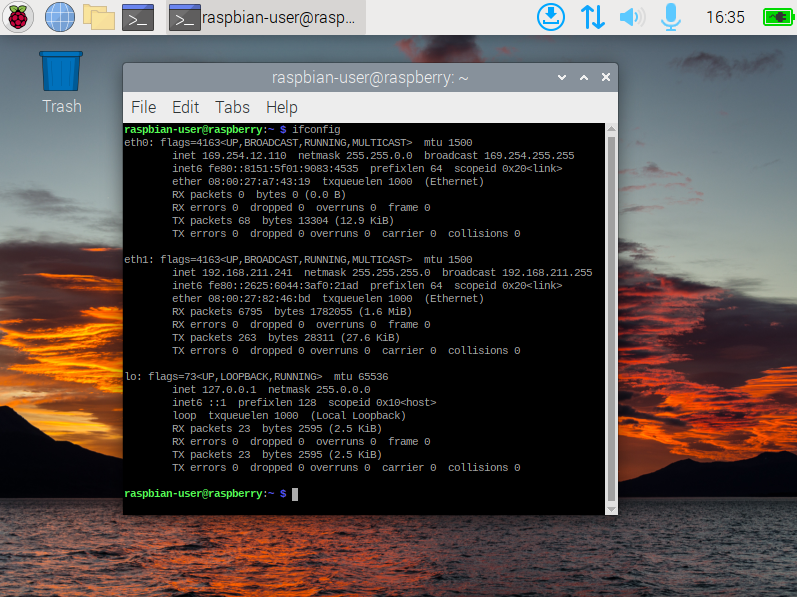 raspbian-user@rasp...
16:35
Trash
raspbian-user@raspberry: ~
File Edit Tabs Help
raspbian-user@raspberry:~ $ ifconfig
eth0: flags=4163<UP,BROADCAST,RUNNING,MULTICAST>  mtu 1500
        inet 169.254.12.110  netmask 255.255.0.0  broadcast 169.254.255.255
        inet6 fe80::8151:5f01:9083:4535  prefixlen 64  scopeid 0x20<link>
        ether 08:00:27:a7:43:19  txqueuelen 1000  (Ethernet)
        RX packets 0  bytes 0 (0.0 B)
        RX errors 0  dropped 0  overruns 0  frame 0
        TX packets 68  bytes 13304 (12.9 KiB)
        TX errors 0  dropped 0 overruns 0  carrier 0  collisions 0
eth1: flags=4163<UP,BROADCAST,RUNNING,MULTICAST>  mtu 1500
        inet 192.168.211.241  netmask 255.255.255.0  broadcast 192.168.211.255
        inet6 fe80::2625:6044:3af0:21ad  prefixlen 64  scopeid 0x20<link>
        ether 08:00:27:82:46:bd  txqueuelen 1000  (Ethernet)
        RX packets 6795  bytes 1782055 (1.6 MiB)
        RX errors 0  dropped 0  overruns 0  frame 0
        TX packets 263  bytes 28311 (27.6 KiB)
        TX errors 0  dropped 0 overruns 0  carrier 0  collisions 0
lo: flags=73<UP,LOOPBACK,RUNNING>  mtu 65536
        inet 127.0.0.1  netmask 255.0.0.0
        inet6 ::1  prefixlen 128  scopeid 0x10<host>
        loop  txqueuelen 1000  (Local Loopback)
        RX packets 23  bytes 2595 (2.5 KiB)
        RX errors 0  dropped 0  overruns 0  frame 0
        TX packets 23  bytes 2595 (2.5 KiB)
        TX errors 0  dropped 0 overruns 0  carrier 0  collisions 0
raspbian-user@raspberry:~ $